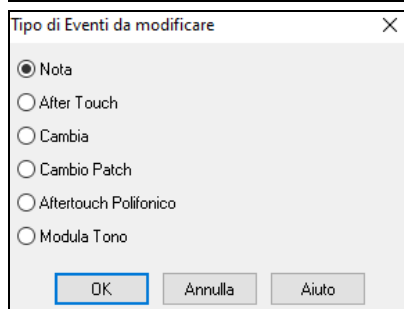 Tipo di Eventi da modificare
Nota
After Touch
Cambia
Cambio Patch
Aftertouch Polifonico
Modula Tono
OK Annulla Aiuto